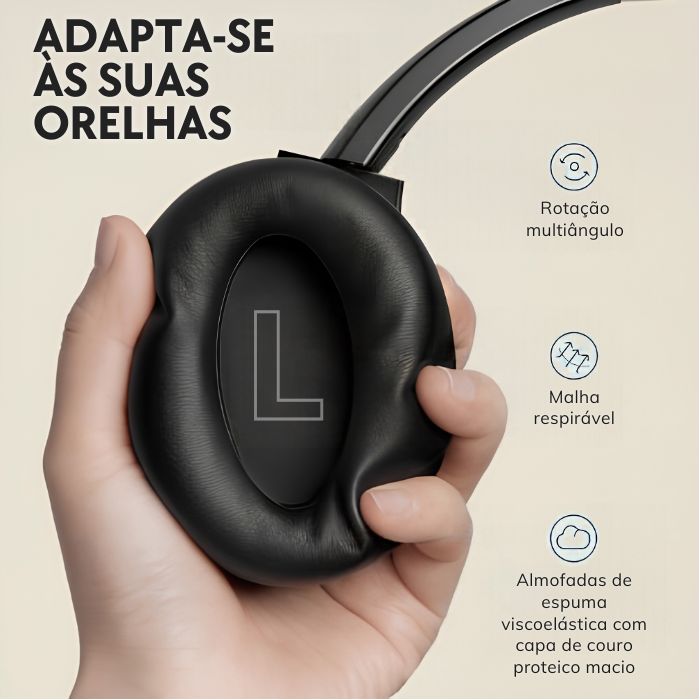 ADAPTA-SE
ÀS SUAS
ORELHAS
L
Rotação
multiângulo
Malha
respirável
Almofadas de
espuma
viscoelástica com
capa de couro
proteico macio